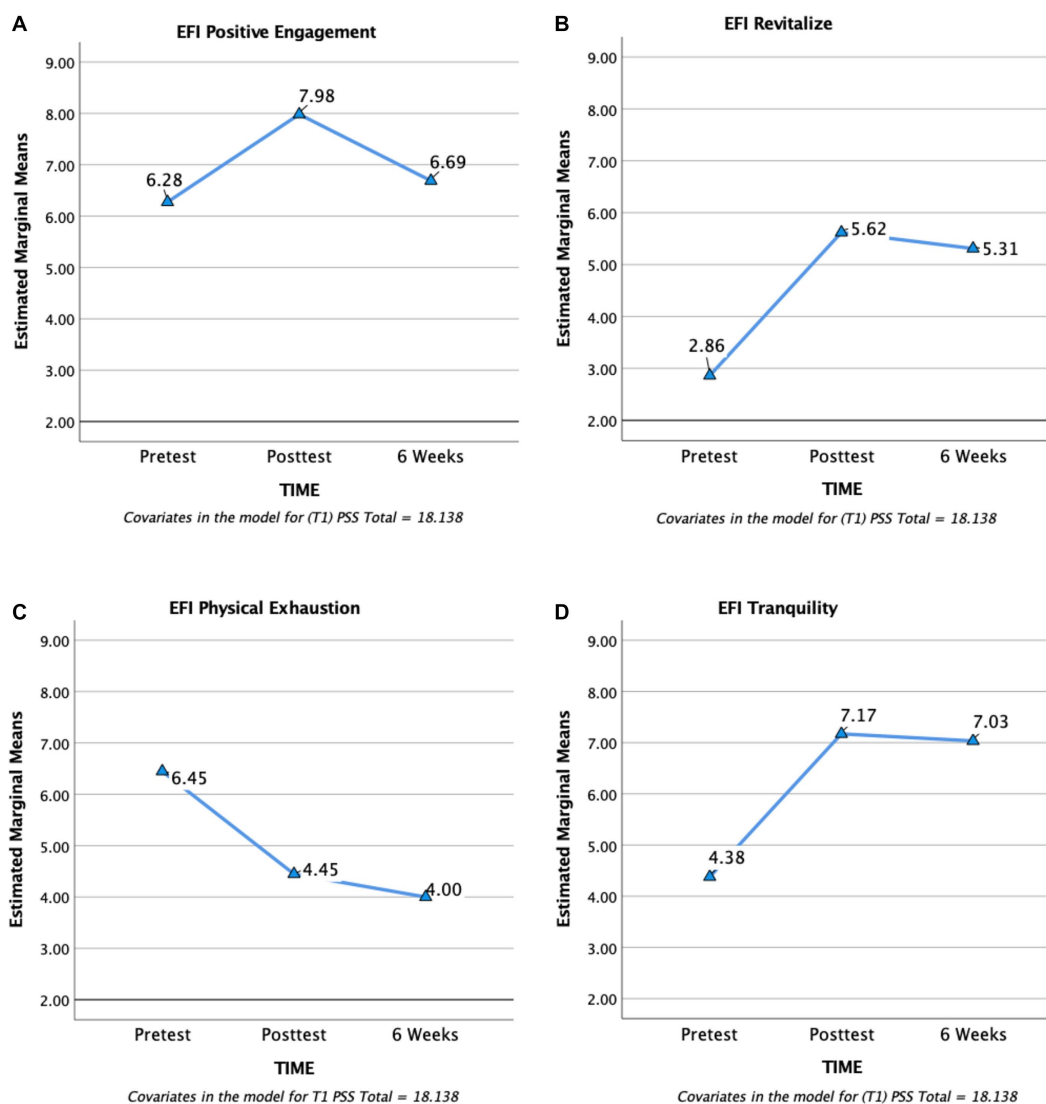 A
EFI Positive Engagement
Estimated Marginal Means
9.00
8.00
7.00
6.00
5.00
4.00
3.00
2.00
6.28
7.98
6.69
Pretest Posttest 6 Weeks
TIME
Covariates in the model for (T1) PSS Total = 18.138
B
EFI Revitalize
Estimated Marginal Means
9.00
8.00
7.00
6.00
5.00
4.00
3.00
2.00
2.86
5.62
5.31
Pretest Posttest 6 Weeks
TIME
Covariates in the model for (T1) PSS Total = 18.138
C
EFI Physical Exhaustion
Estimated Marginal Means
9.00
8.00
7.00
6.00
5.00
4.00
3.00
2.00
6.45
4.45
4.00
Pretest Posttest 6 Weeks
TIME
Covariates in the model for T1 PSS Total = 18.138
D
EFI Tranquility
Estimated Marginal Means
9.00
8.00
7.00
6.00
5.00
4.00
3.00
2.00
4.38
7.17
7.03
Pretest Posttest 6 Weeks
TIME
Covariates in the model for (T1) PSS Total = 18.138